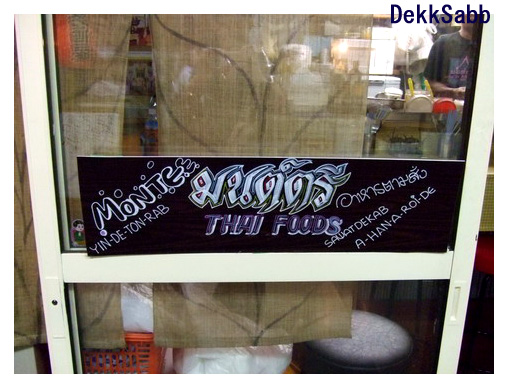 DekkSabb
MONTE
YIN-DE-TON-RAB
มนต์ตรี
THAI FOODS
อาหารตามสั่ง
SAWATDEKAB
A-HAN-A-ROI-DE